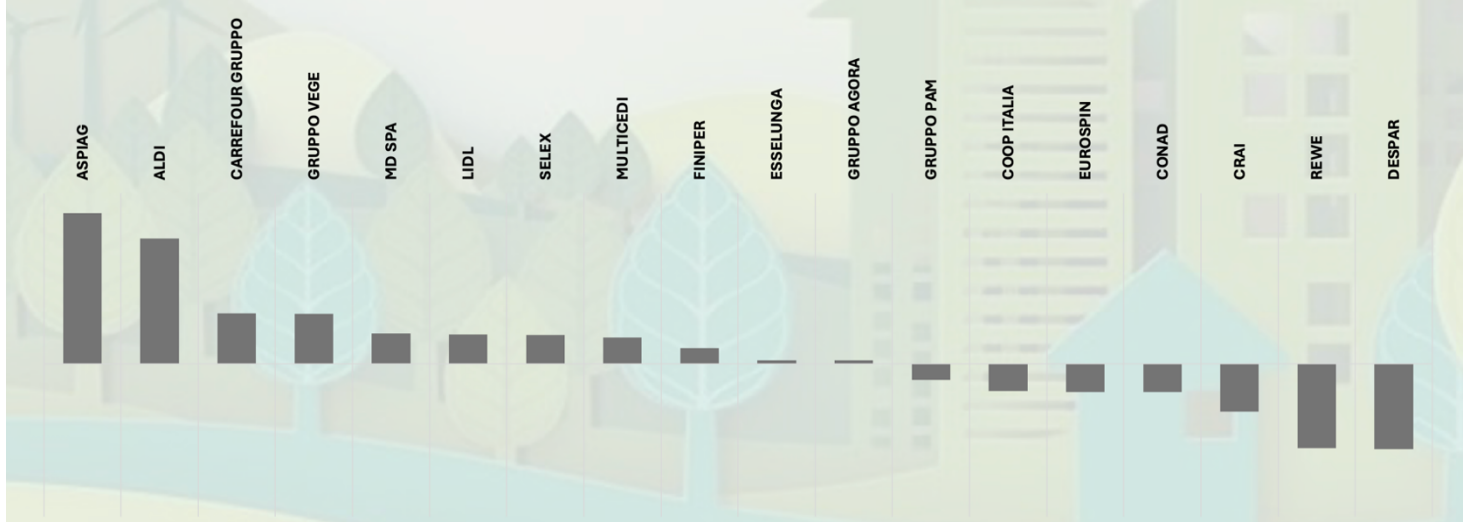 ASPIAG
ALDI
CARREFOUR GRUPPO
GRUPPO VEGE
MD SPA
LIDL
SELEX
MULTICEDI
FINIPER
ESSELUNGA
GRUPPO AGORA
GRUPPO PAM
COOP ITALIA
EUROSPIN
CONAD
CRAI
REWE
DESPAR